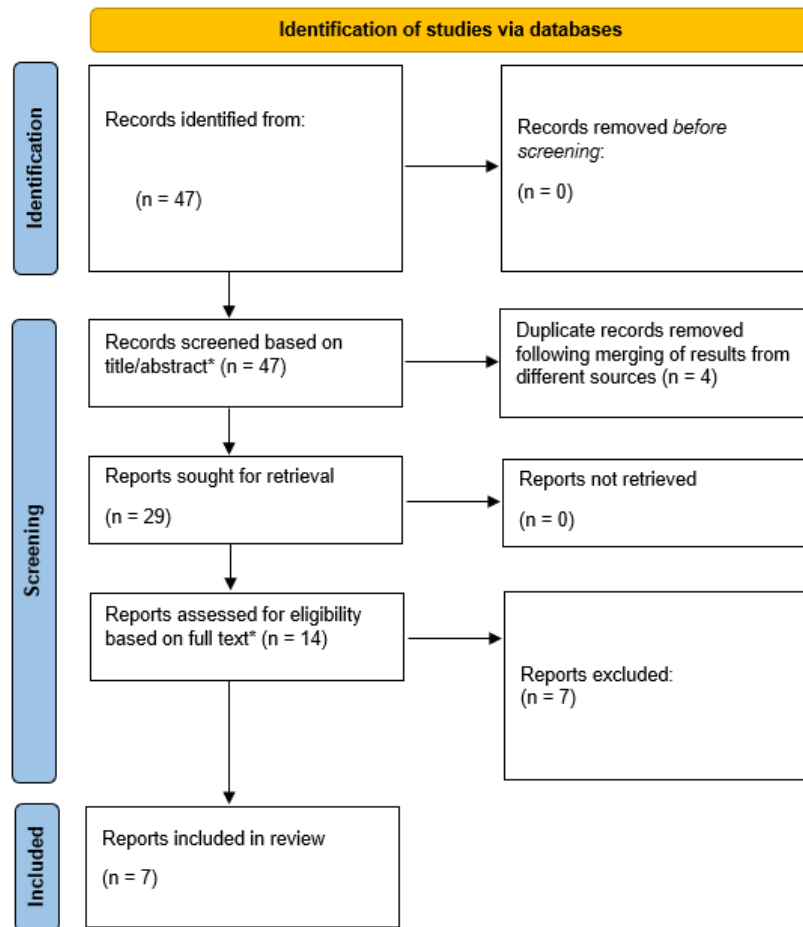 Identification of studies via databases
Identification
Records identified from:
(n = 47)
Records removed before
screening:
(n = 0)
Screening
Records screened based on
title/abstract* (n = 47)
Duplicate records removed
following merging of results from
different sources (n = 4)
Reports sought for retrieval
(n = 29)
Reports not retrieved
(n = 0)
Reports assessed for eligibility
based on full text* (n = 14)
Reports excluded:
(n = 7)
Included
Reports included in review
(n = 7)